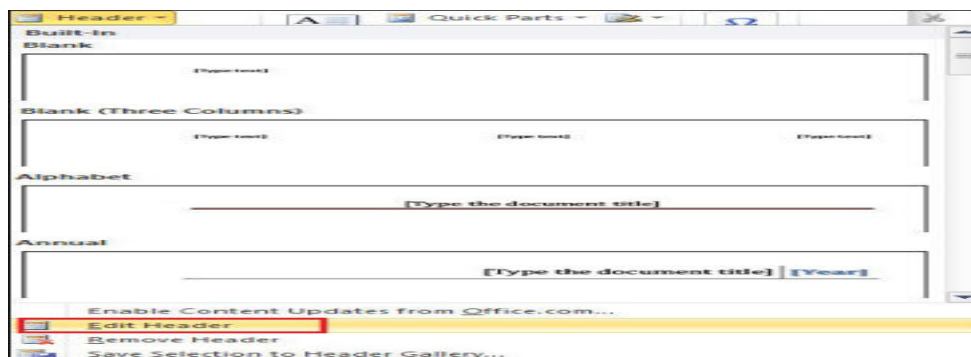 Header A Quick Parts Ω
Built-In
Blank
[Type text]
Blank (Three Columns)
[Type text] [Type text] [Type text]
Alphabet
[Type the document title]
Annual
[Type the document title] [Year]
Enable Content Updates from Office.com...
Edit Header
Remove Header
Save Selection to Header Gallery...